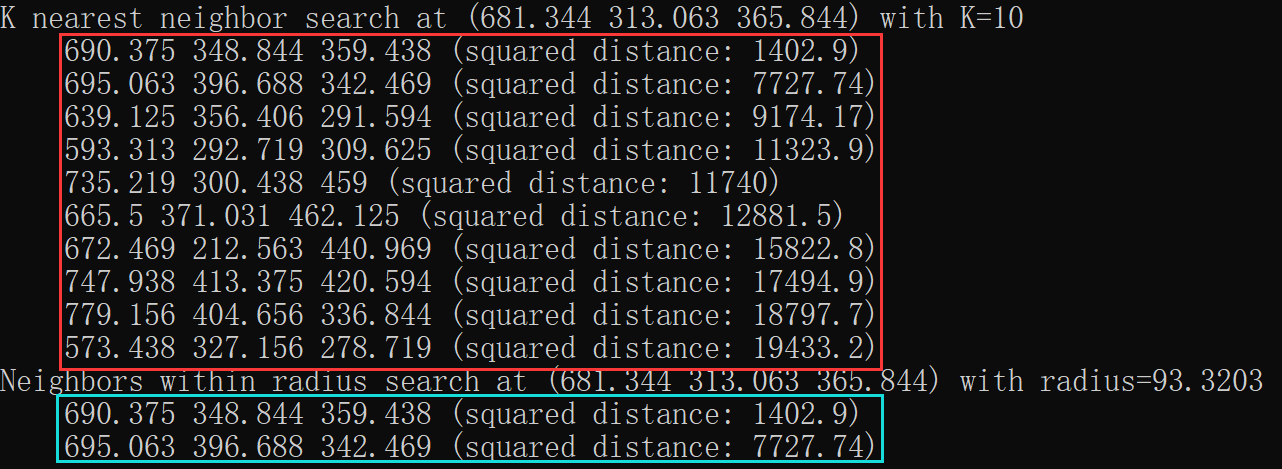 K nearest neighbor search at (681.344 313.063 365.844) with K=10
690.375 348.844 359.438 (squared distance: 1402.9)
695.063 396.688 342.469 (squared distance: 7727.74)
639.125 356.406 291.594 (squared distance: 9174.17)
593.313 292.719 309.625 (squared distance: 11323.9)
735.219 300.438 459 (squared distance: 11740)
665.5 371.031 462.125 (squared distance: 12881.5)
672.469 212.563 440.969 (squared distance: 15822.8)
747.938 413.375 420.594 (squared distance: 17494.9)
779.156 404.656 336.844 (squared distance: 18797.7)
573.438 327.156 278.719 (squared distance: 19433.2)
Neighbors within radius search at (681.344 313.063 365.844) with radius=93.3203
690.375 348.844 359.438 (squared distance: 1402.9)
695.063 396.688 342.469 (squared distance: 7727.74)